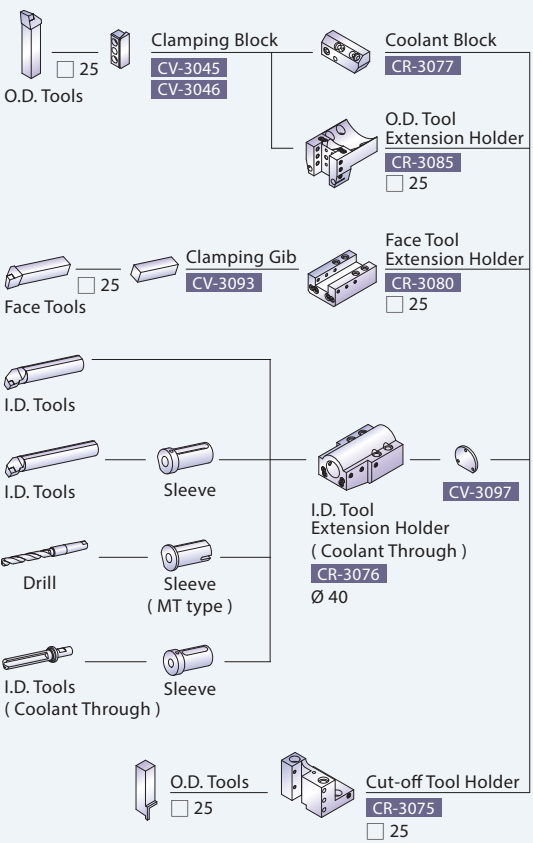 Clamping Block
CV-3045
CV-3046
□ 25
O.D. Tools
Coolant Block
CR-3077
O.D. Tool
Extension Holder
CR-3085
□ 25
Face Tools
□ 25
Clamping Gib
CV-3093
Face Tool
Extension Holder
CR-3080
□ 25
I.D. Tools
I.D. Tools
Sleeve
Drill
Sleeve
( MT type )
I.D. Tools
( Coolant Through )
Sleeve
I.D. Tool
Extension Holder
( Coolant Through )
CR-3076
Ø 40
CV-3097
O.D. Tools
□ 25
Cut-off Tool Holder
CR-3075
□ 25